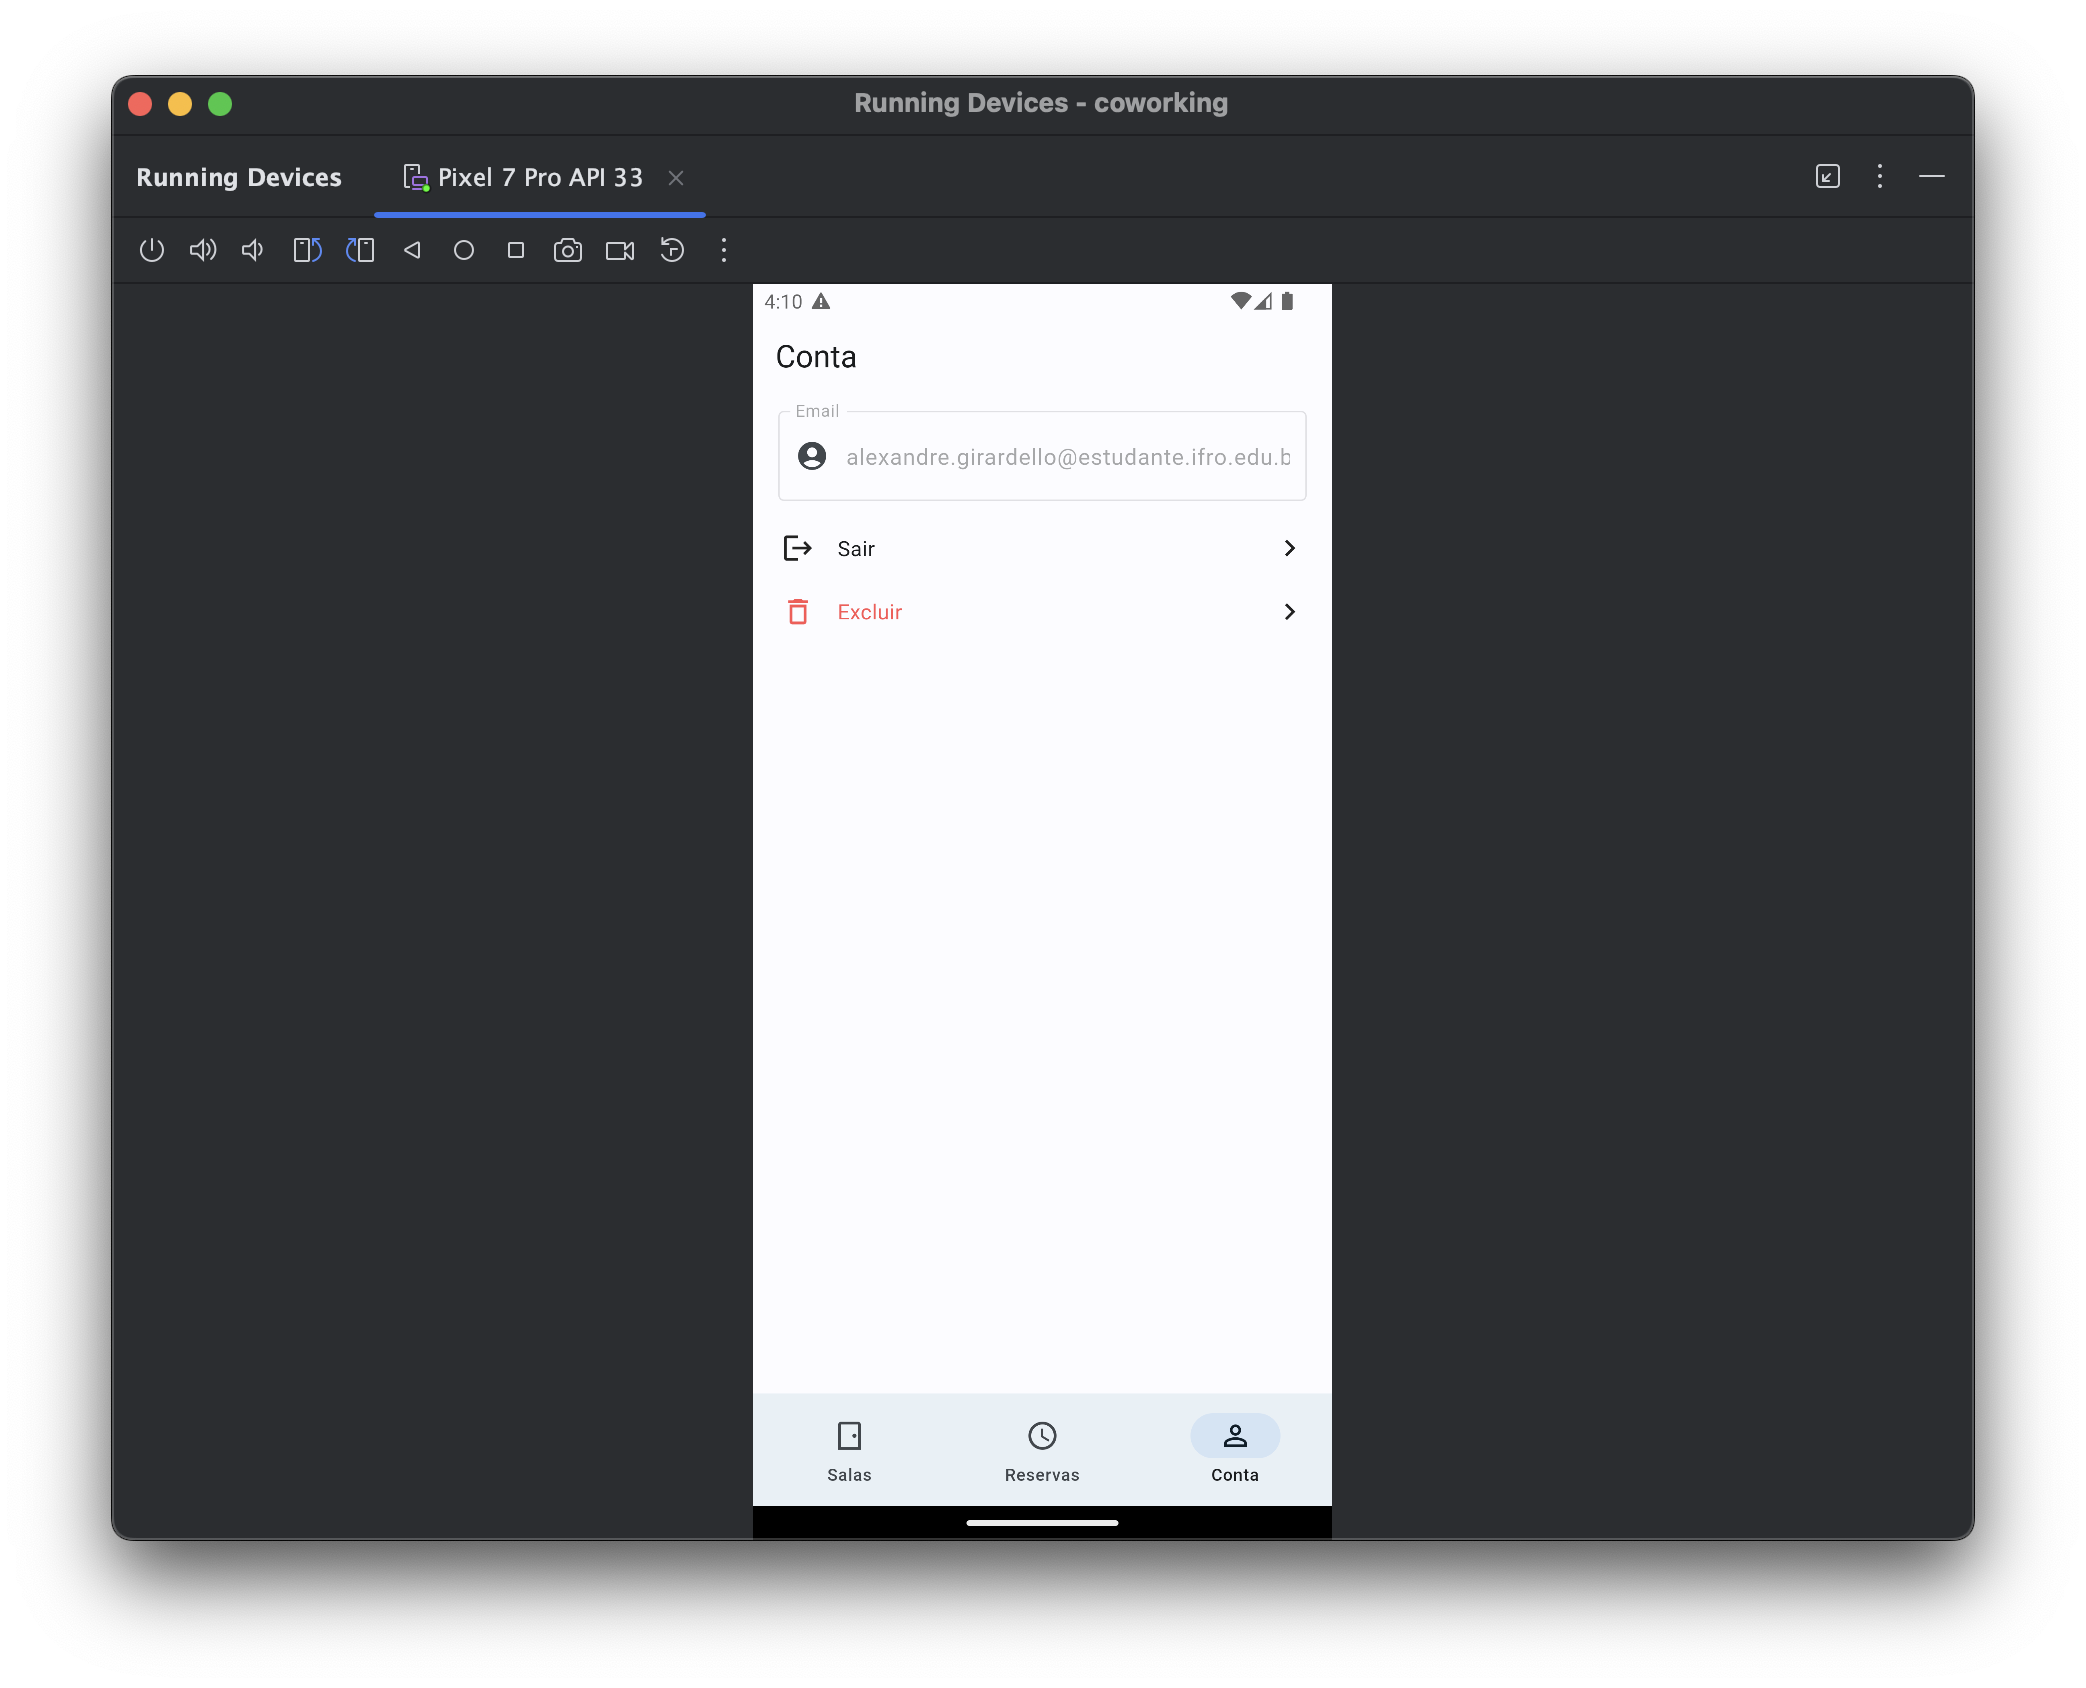 Running Devices - coworking
Running Devices
Pixel 7 Pro API 33
4:10
Conta
Email
alexandre.girardello@estudante.ifro.edu.b
Sair
Excluir
Salas
Reservas
Conta